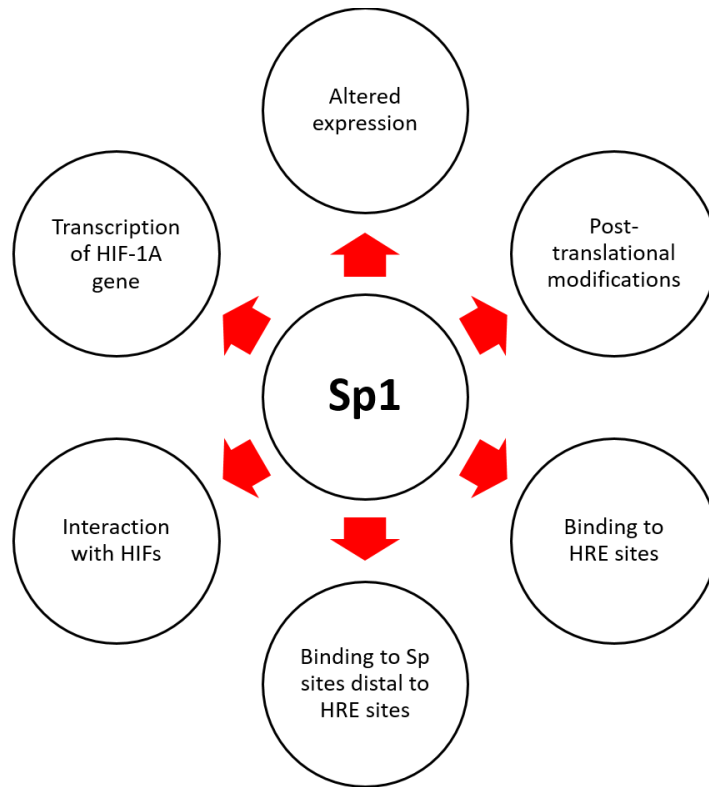 Altered
expression
Transcription
of HIF-1A
gene
Post-
translational
modifications
Sp1
Interaction
with HIFs
Binding to
HRE sites
Binding to Sp
sites distal to
HRE sites